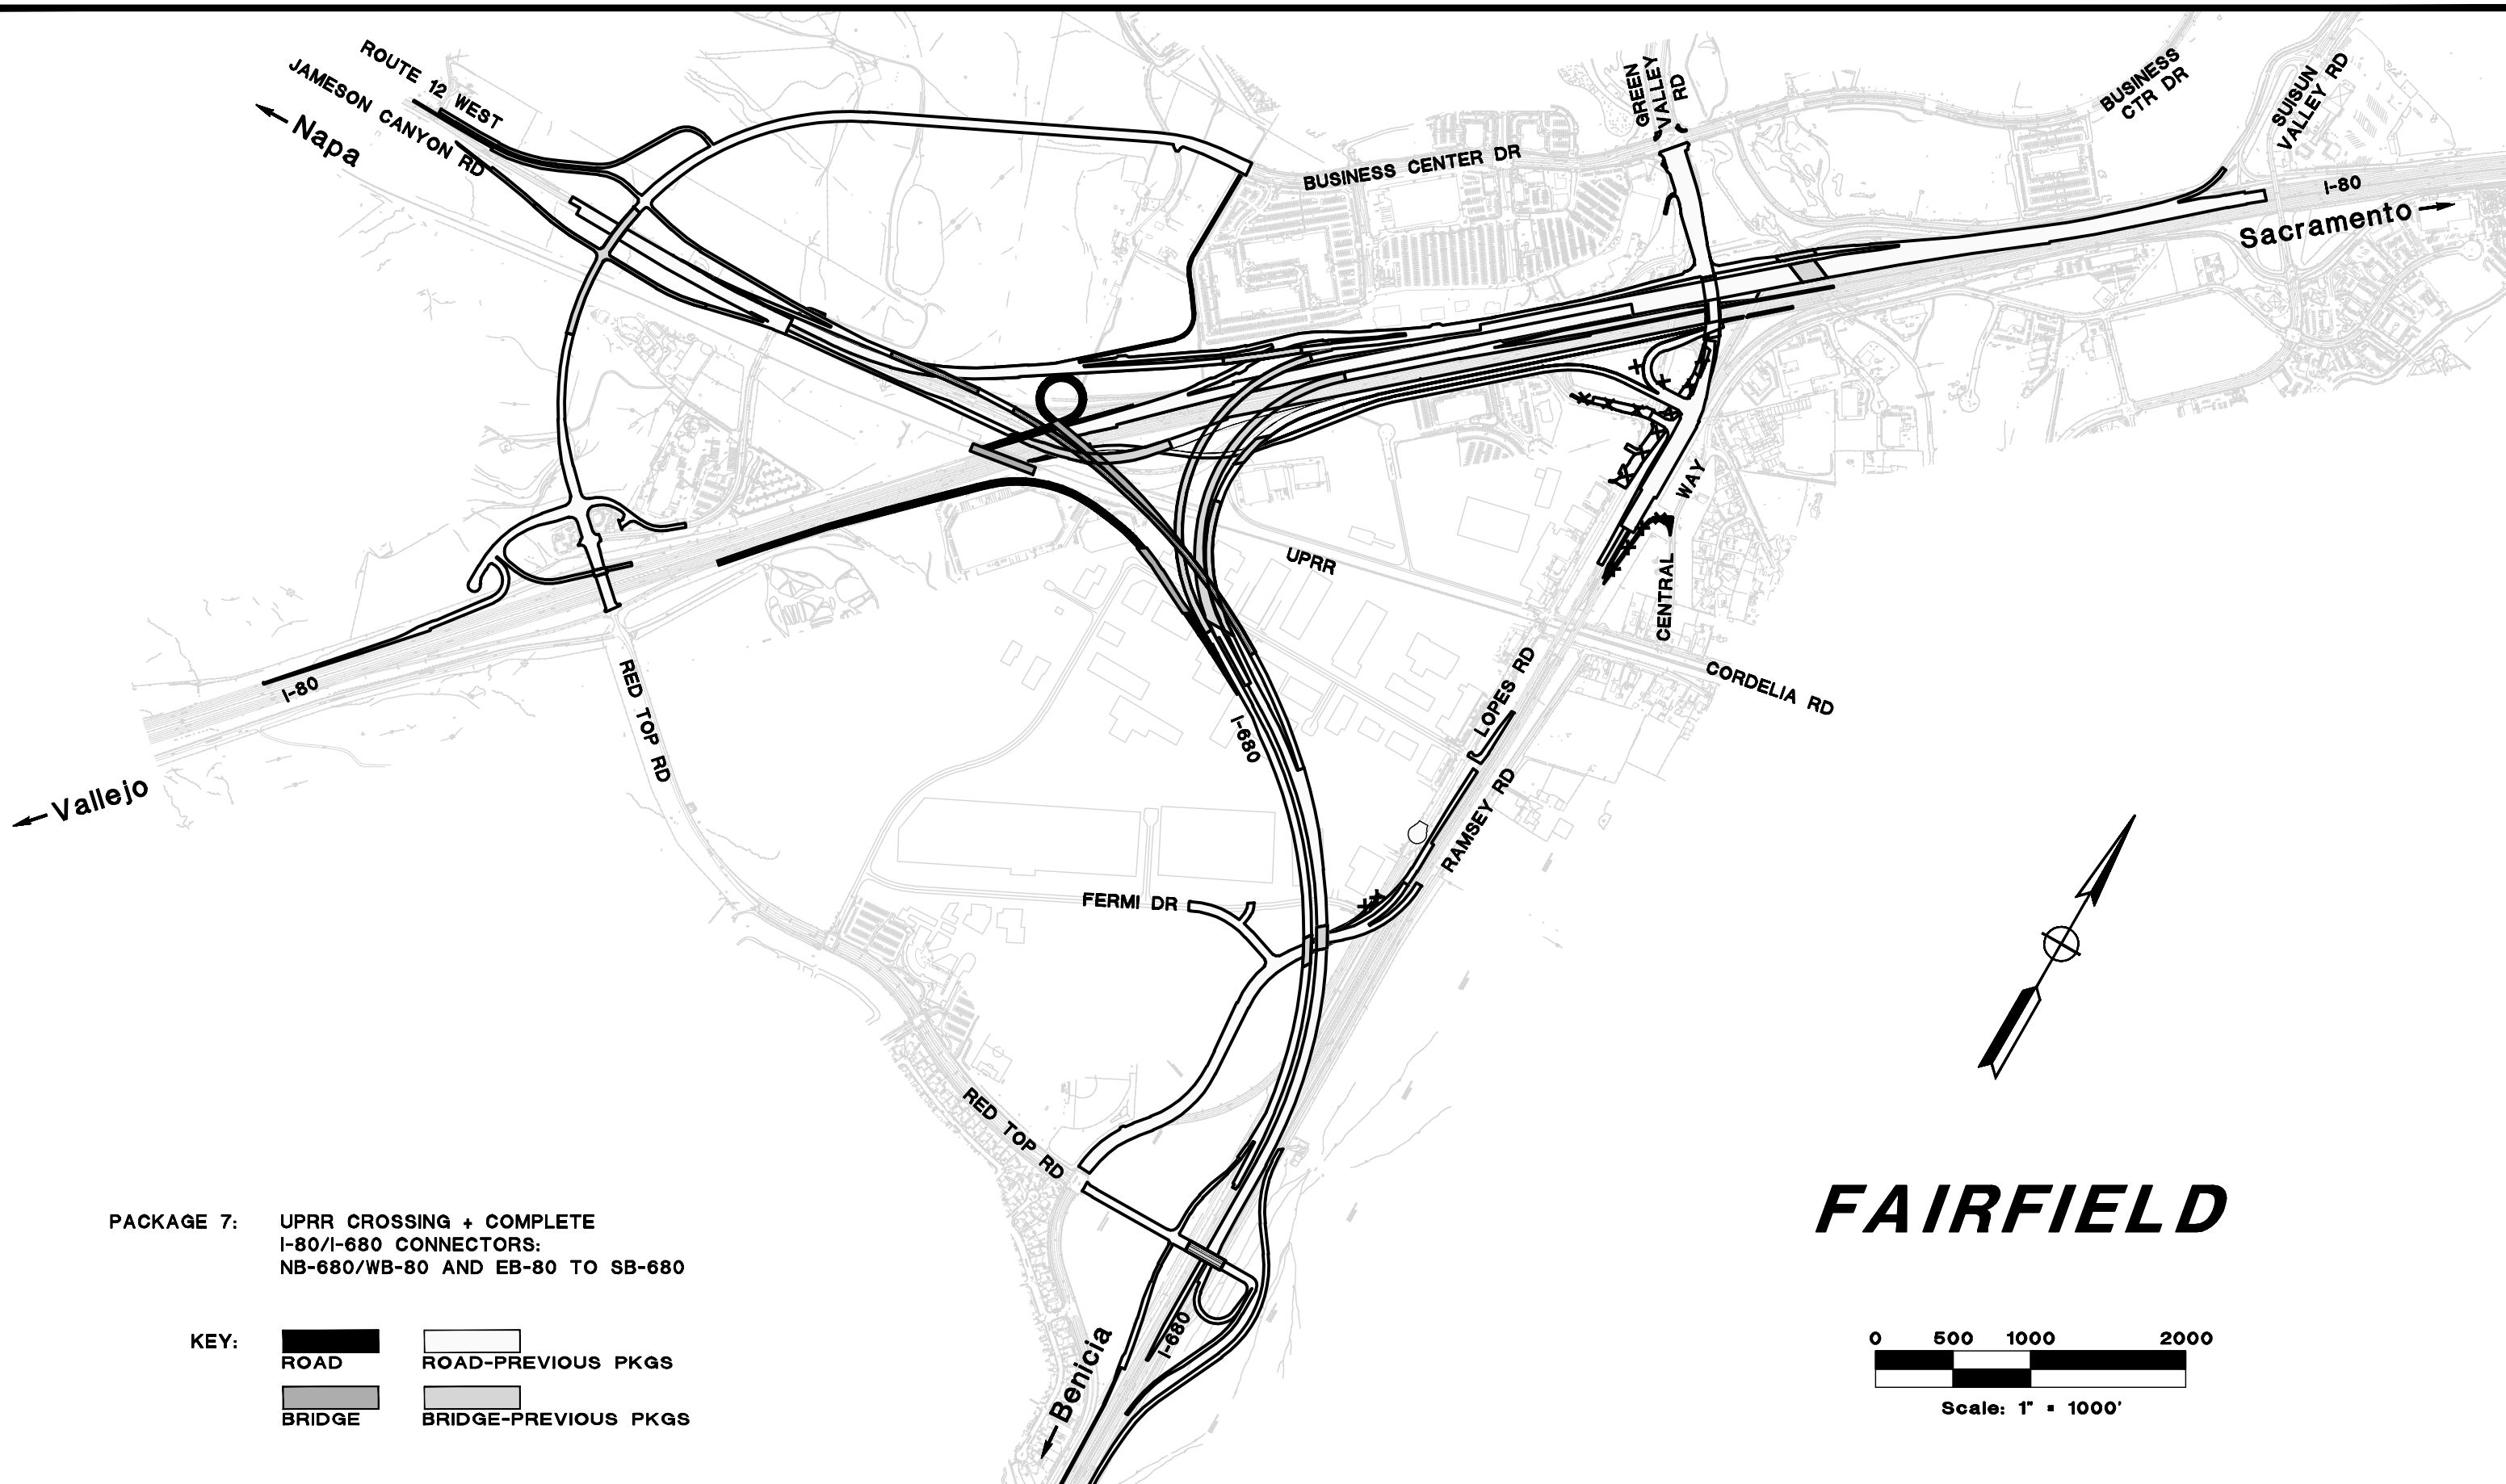 ROUTE 12 WEST
JAMESON CANYON RD
← Napa
GREEN
VALLEY
RD
BUSINESS
CTR DR
SUISUN
VALLEY RD
BUSINESS CENTER DR
I-80
Sacramento →
UPRR
CENTRAL WAY
I-80
RED TOP RD
← Vallejo
LOPES RD
CORDELIA RD
I-680
RAMSEY RD
FERMI DR
RED TOP RD
I-680
← Benicia
FAIRFIELD
PACKAGE 7: UPRR CROSSING + COMPLETE
I-80/I-680 CONNECTORS:
NB-680/WB-80 AND EB-80 TO SB-680
KEY:
ROAD ROAD-PREVIOUS PKGS
BRIDGE BRIDGE-PREVIOUS PKGS
0 500 1000 2000
Scale: 1" = 1000'